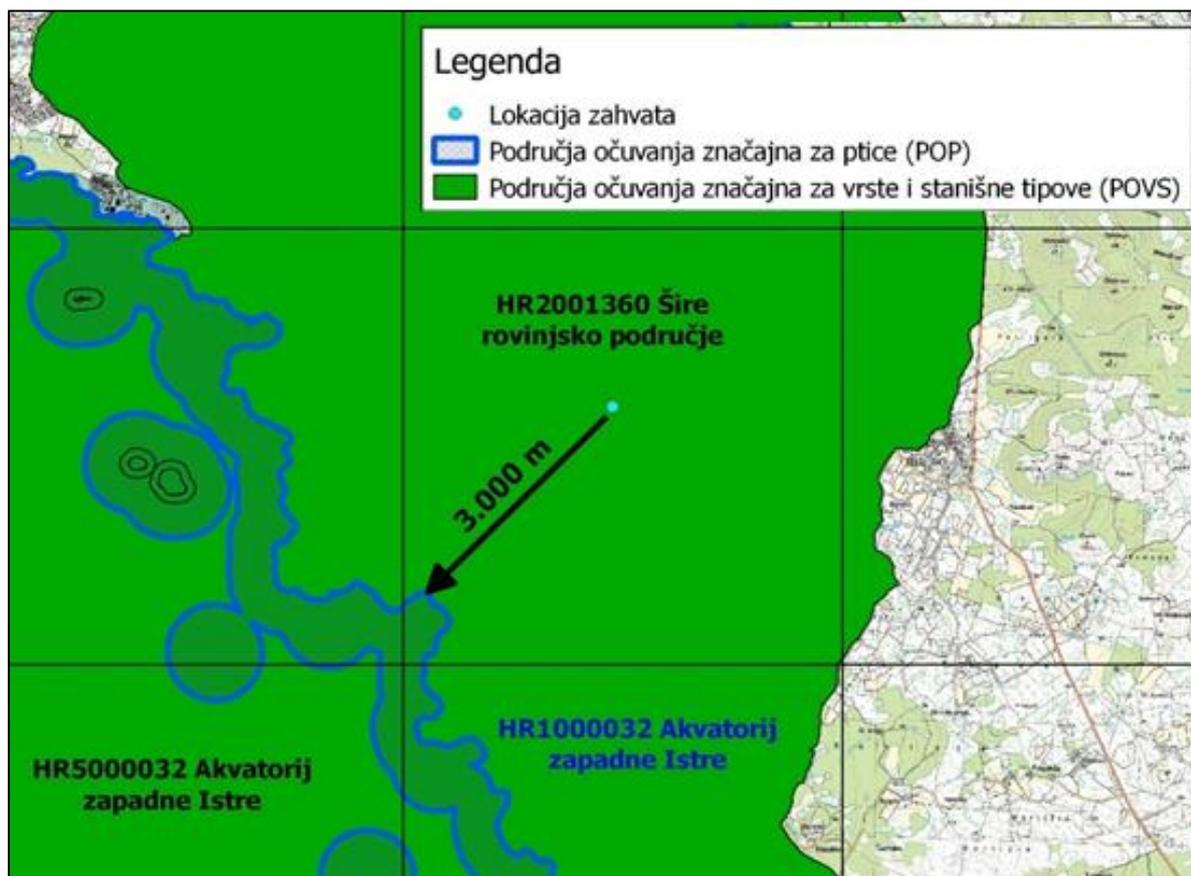 Legenda
Lokacija zahvata
Područja očuvanja značajna za ptice (POP)
Područja očuvanja značajna za vrste i stanišne tipove (POVS)
HR2001360 Šire
rovinjsko područje
3.000 m
HR5000032 Akvatorij
zapadne Istre
HR1000032 Akvatorij
zapadne Istre